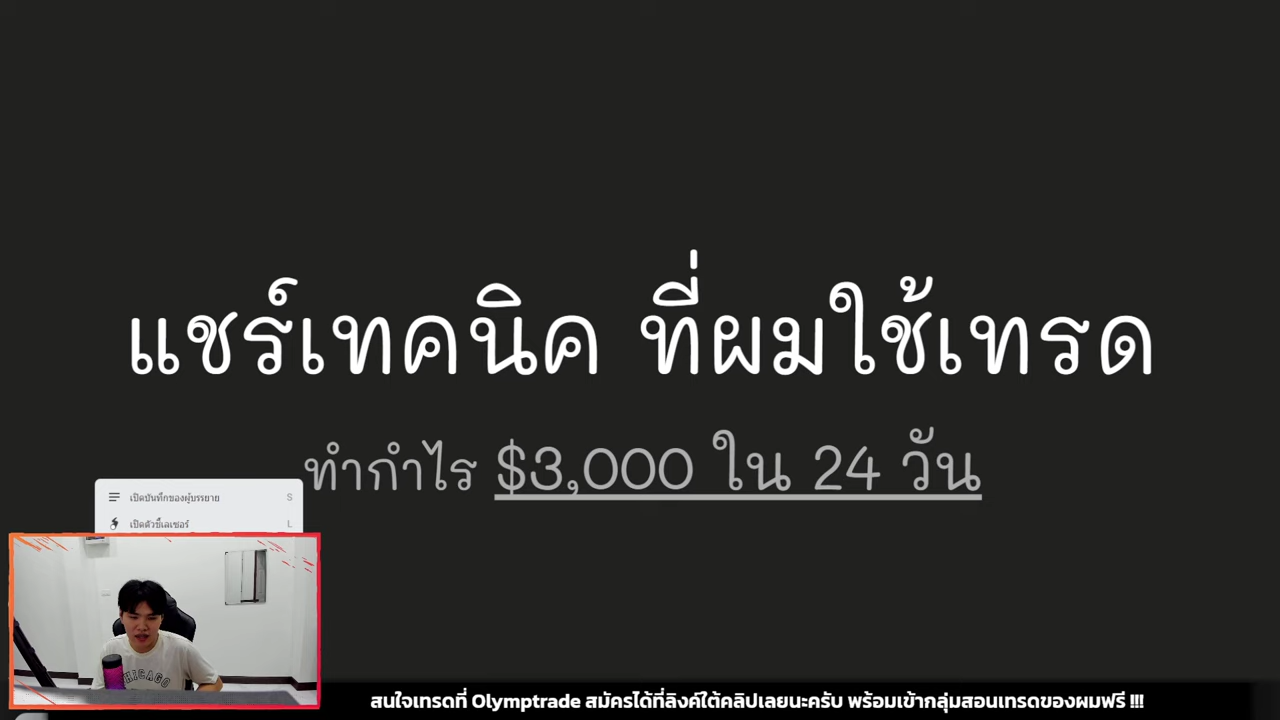 แชร์เทคนิค ที่ผมใช้เทรด
ทำกำไร $3,000 ใน 24 วัน
เปิดบันทึกของผู้บรรยาย S
เปิดตัวชี้เลเซอร์ L
CHICAGO
สนใจเทรดที่ Olymptrade สมัครได้ที่ลิงค์ใต้คลิปเลยนะครับ พร้อมเข้ากลุ่มสอนเทรดของผมฟรี !!!